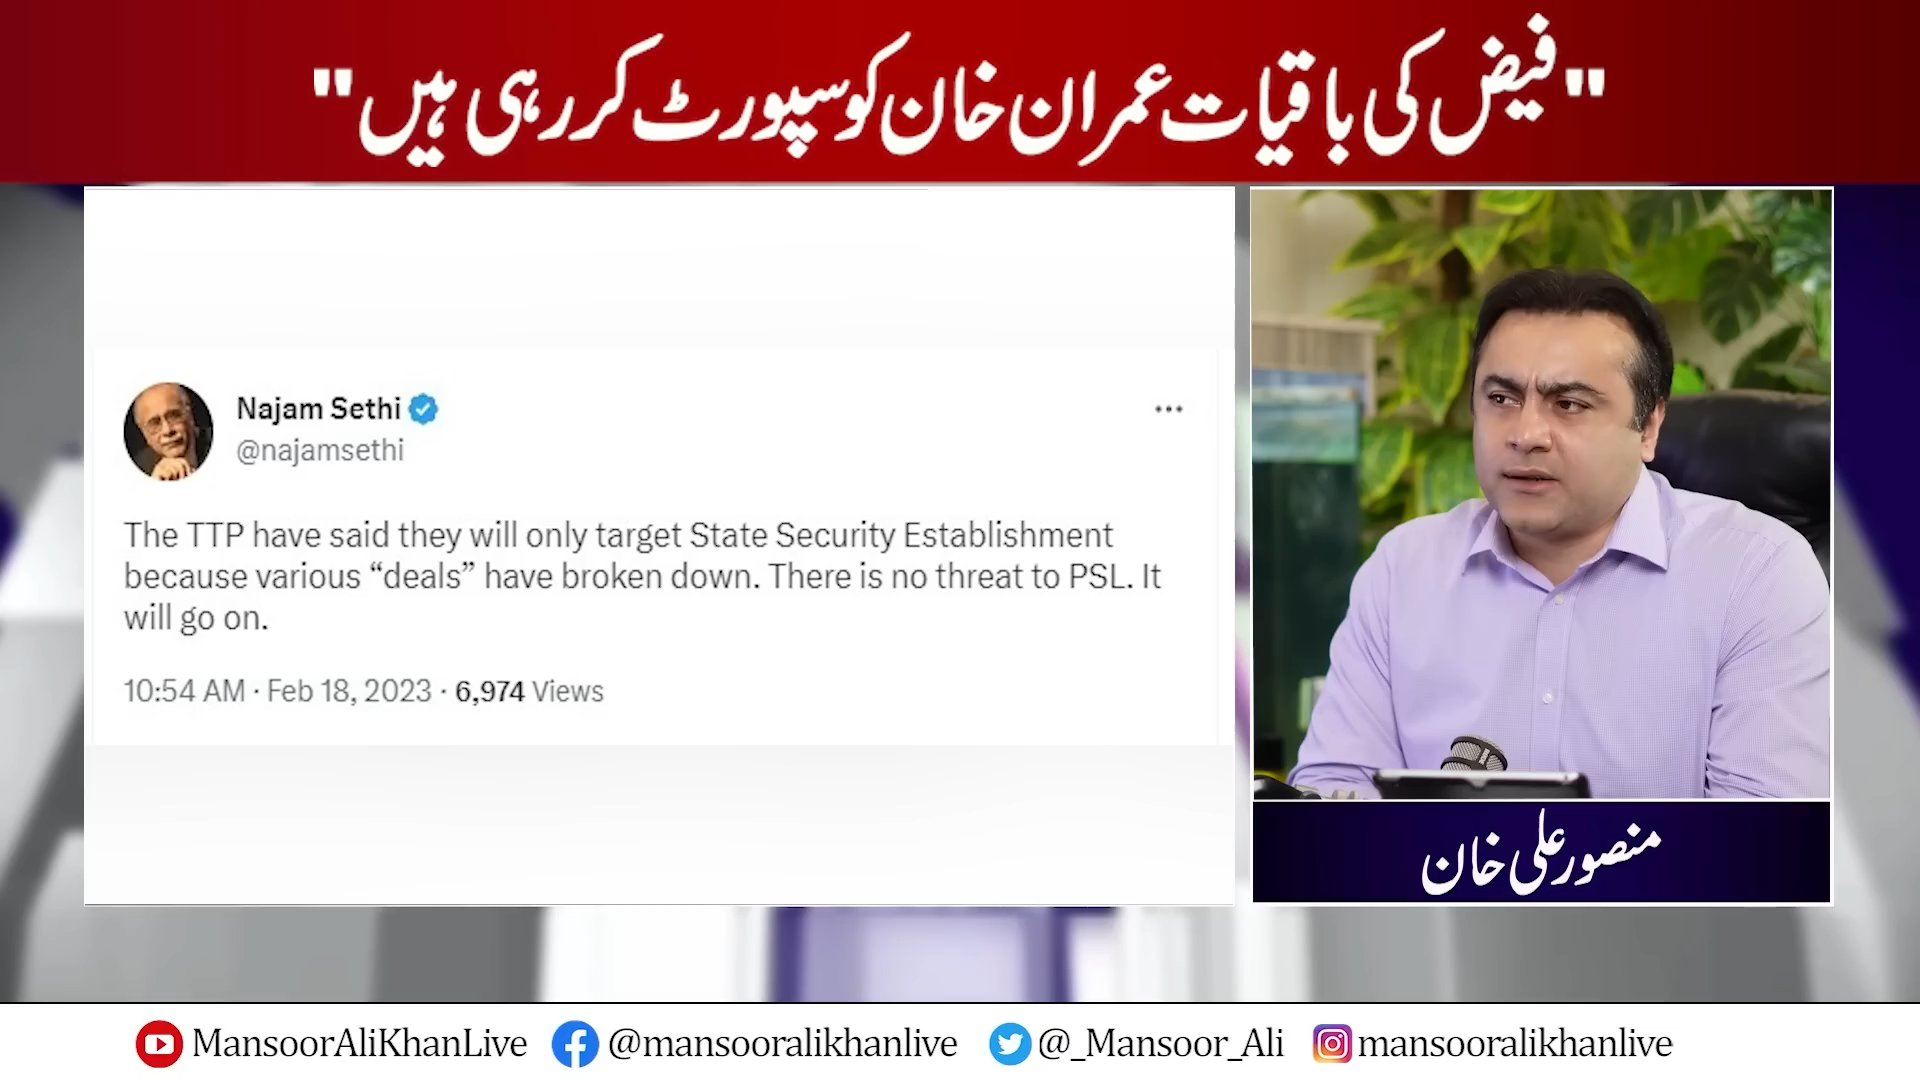 "فیض کی باقیات عمران خان کو سپورٹ کر رہی ہیں"
Najam Sethi
@najamsethi
The TTP have said they will only target State Security Establishment
because various “deals” have broken down. There is no threat to PSL. It
will go on.
10:54 AM · Feb 18, 2023 · 6,974 Views
منصور علی خان
MansoorAliKhanLive @mansooralikhanlive @_Mansoor_Ali mansooralikhanlive